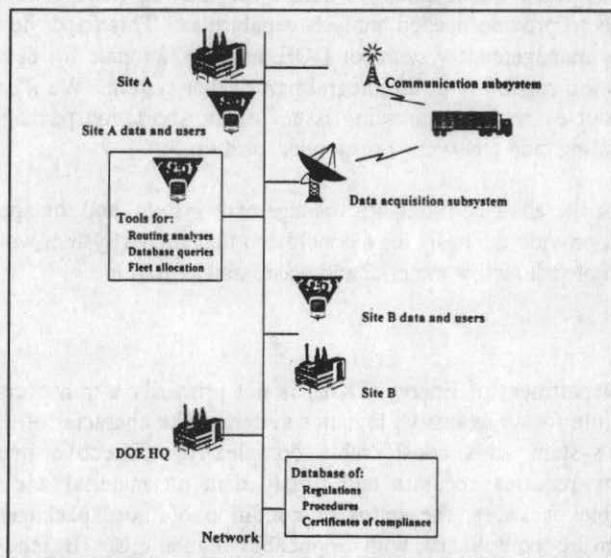 Site A
Communication subsystem
Site A data and users
Data acquisition subsystem
Tools for:
Routing analyses
Database queries
Fleet allocation
Site B data and users
Site B
DOE HQ
Database of:
Regulations
Procedures
Certificates of compliance
Network